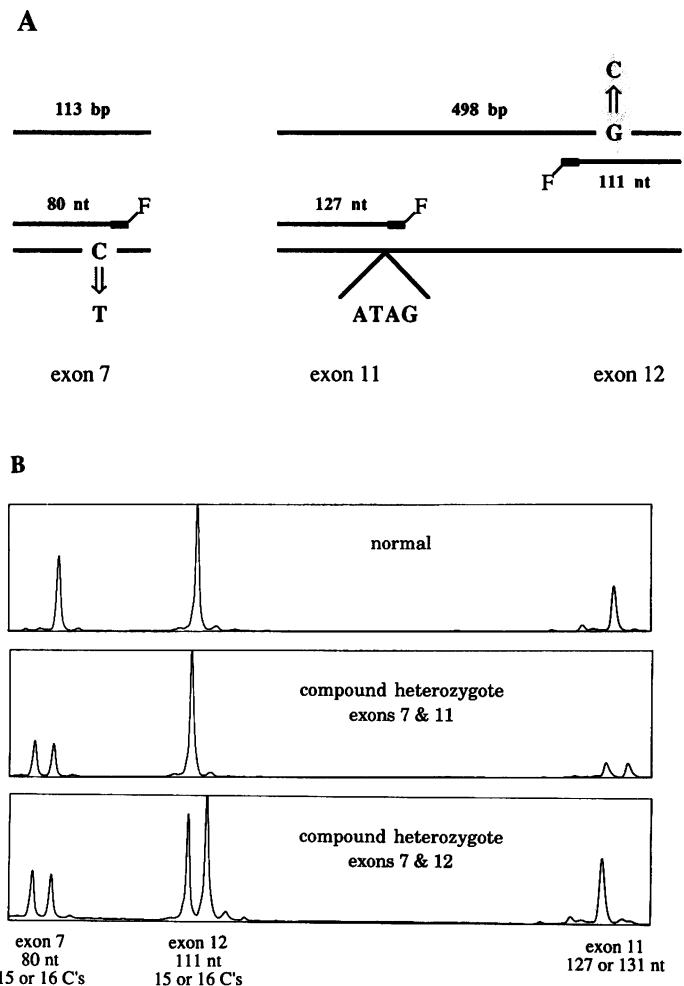 A
113 bp
498 bp
C
⇑
G
F
111 nt
80 nt
F
127 nt
F
C
⇓
T
ATAG
exon 7
exon 11
exon 12
B
normal
compound heterozygote
exons 7 & 11
compound heterozygote
exons 7 & 12
exon 7
80 nt
15 or 16 C's
exon 12
111 nt
15 or 16 C's
exon 11
127 or 131 nt